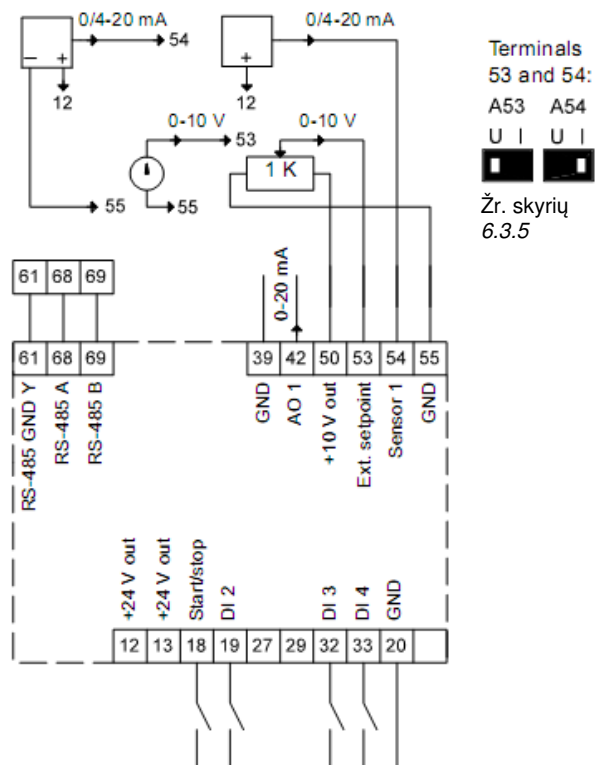 0/4-20 mA
54
− +
12
0/4-20 mA
+
12
0-10 V
53
55
55
0-10 V
1 K
Terminals
53 and 54:
A53 A54
U I U I
Žr. skyrių
6.3.5
61 68 69
0-20 mA
61 68 69
39 42 50 53 54 55
RS-485 GND Y
RS-485 A
RS-485 B
GND
AO 1
+10 V out
Ext. setpoint
Sensor 1
GND
+24 V out
+24 V out
Start/stop
DI 2
DI 3
DI 4
GND
12 13 18 19 27 29 32 33 20